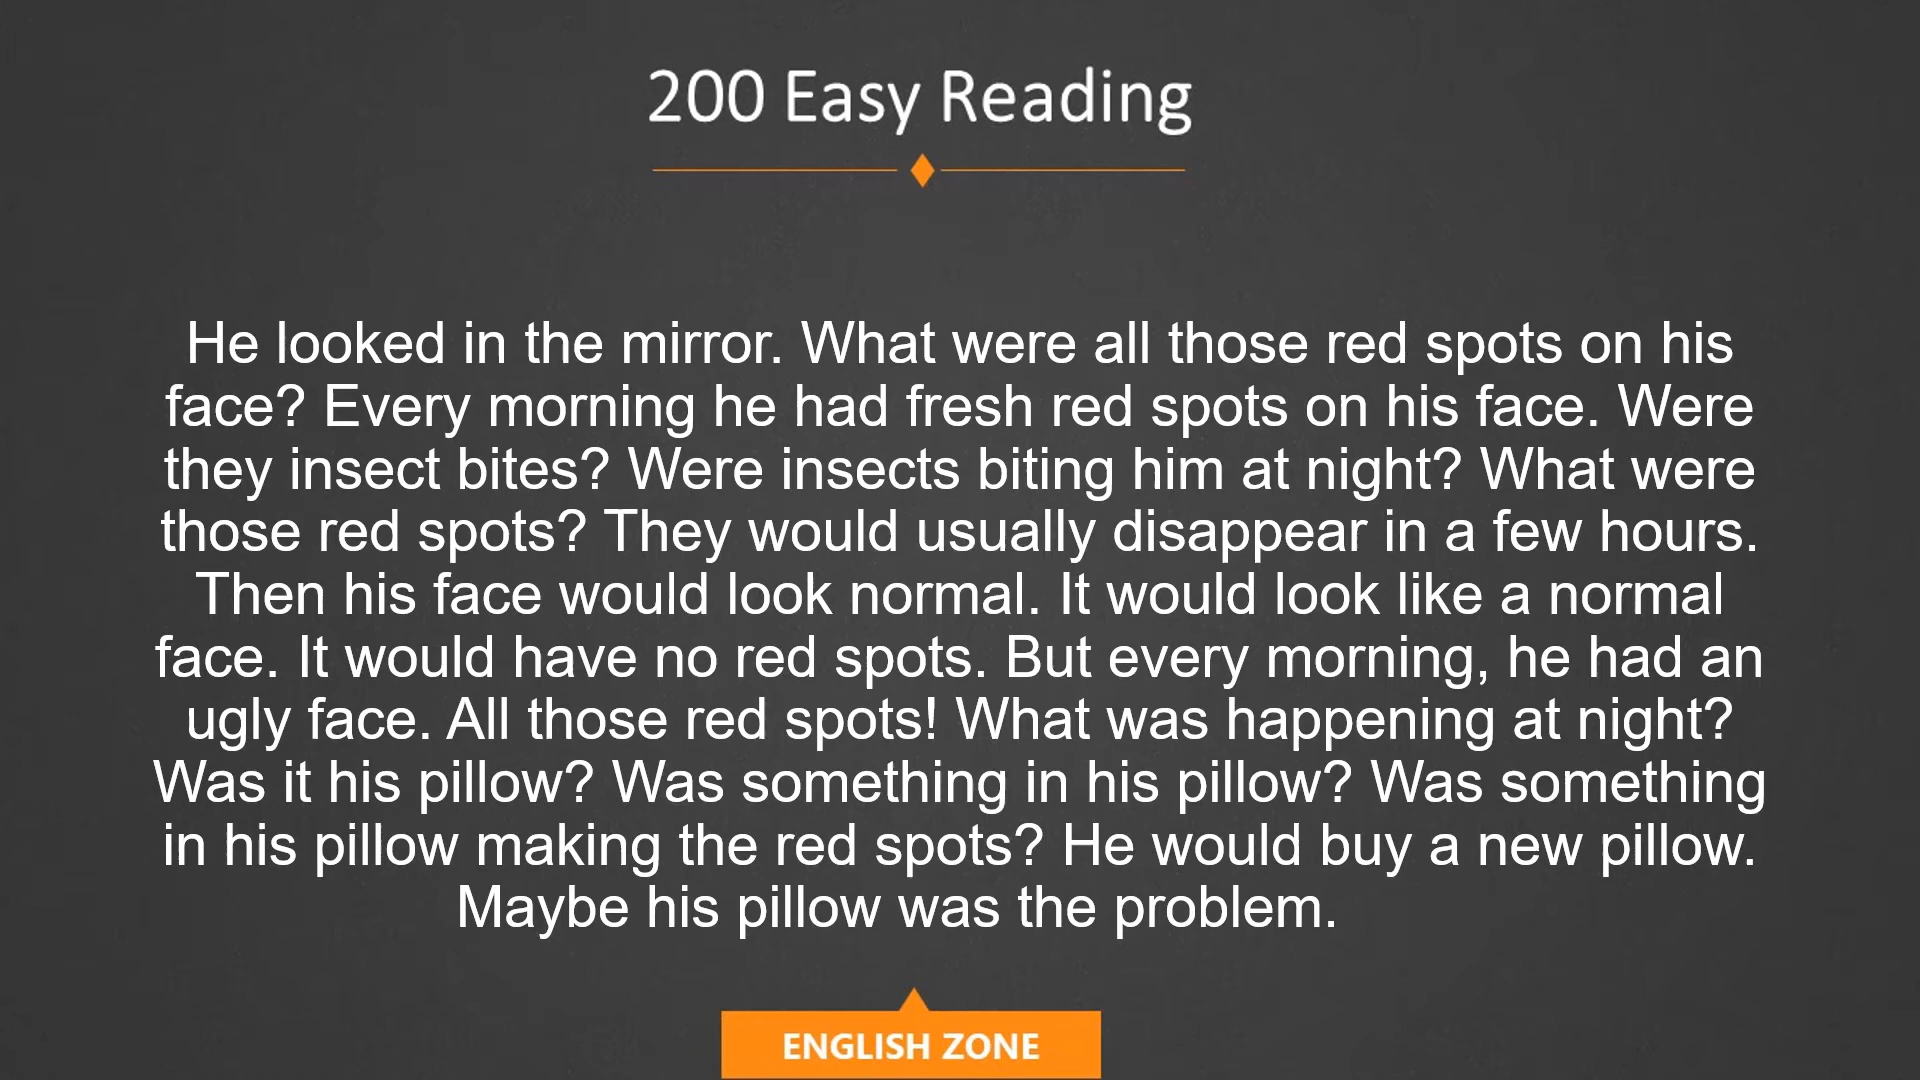 200 Easy Reading
He looked in the mirror. What were all those red spots on his
face? Every morning he had fresh red spots on his face. Were
they insect bites? Were insects biting him at night? What were
those red spots? They would usually disappear in a few hours.
Then his face would look normal. It would look like a normal
face. It would have no red spots. But every morning, he had an
ugly face. All those red spots! What was happening at night?
Was it his pillow? Was something in his pillow? Was something
in his pillow making the red spots? He would buy a new pillow.
Maybe his pillow was the problem.
ENGLISH ZONE